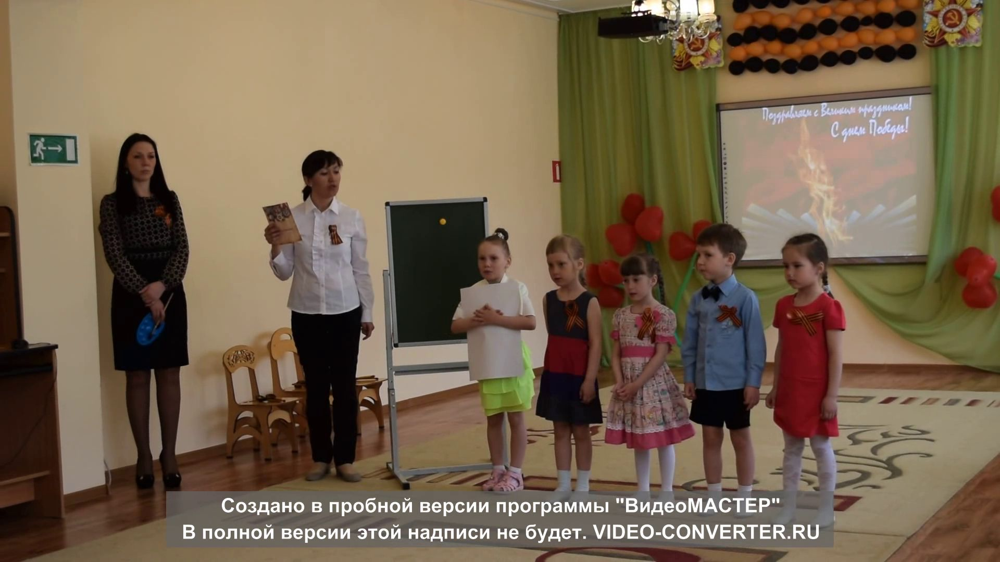 Поздравляем с Великим праздником!
С днем Победы!
Создано в пробной версии программы "ВидеоМАСТЕР"
В полной версии этой надписи не будет. VIDEO-CONVERTER.RU